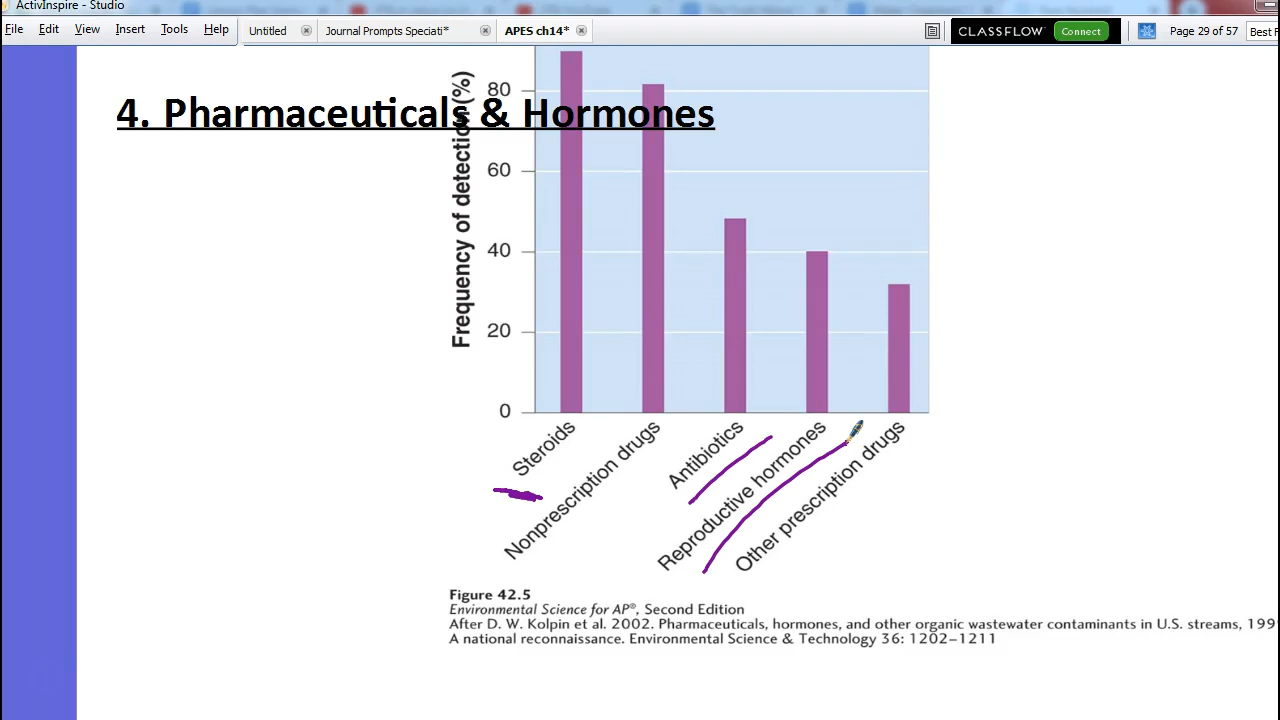 ActivInspire - Studio
File Edit View Insert Tools Help
Untitled Journal Prompts Speciati* APES ch14*
CLASSFLOW Connect
Page 29 of 57
Best F
4. Pharmaceuticals & Hormones
Frequency of detection (%)
80
60
40
20
0
Steroids
Nonprescription drugs
Antibiotics
Reproductive hormones
Other prescription drugs
Figure 42.5
Environmental Science for AP®, Second Edition
After D. W. Kolpin et al. 2002. Pharmaceuticals, hormones, and other organic wastewater contaminants in U.S. streams, 199
A national reconnaissance. Environmental Science & Technology 36: 1202–1211